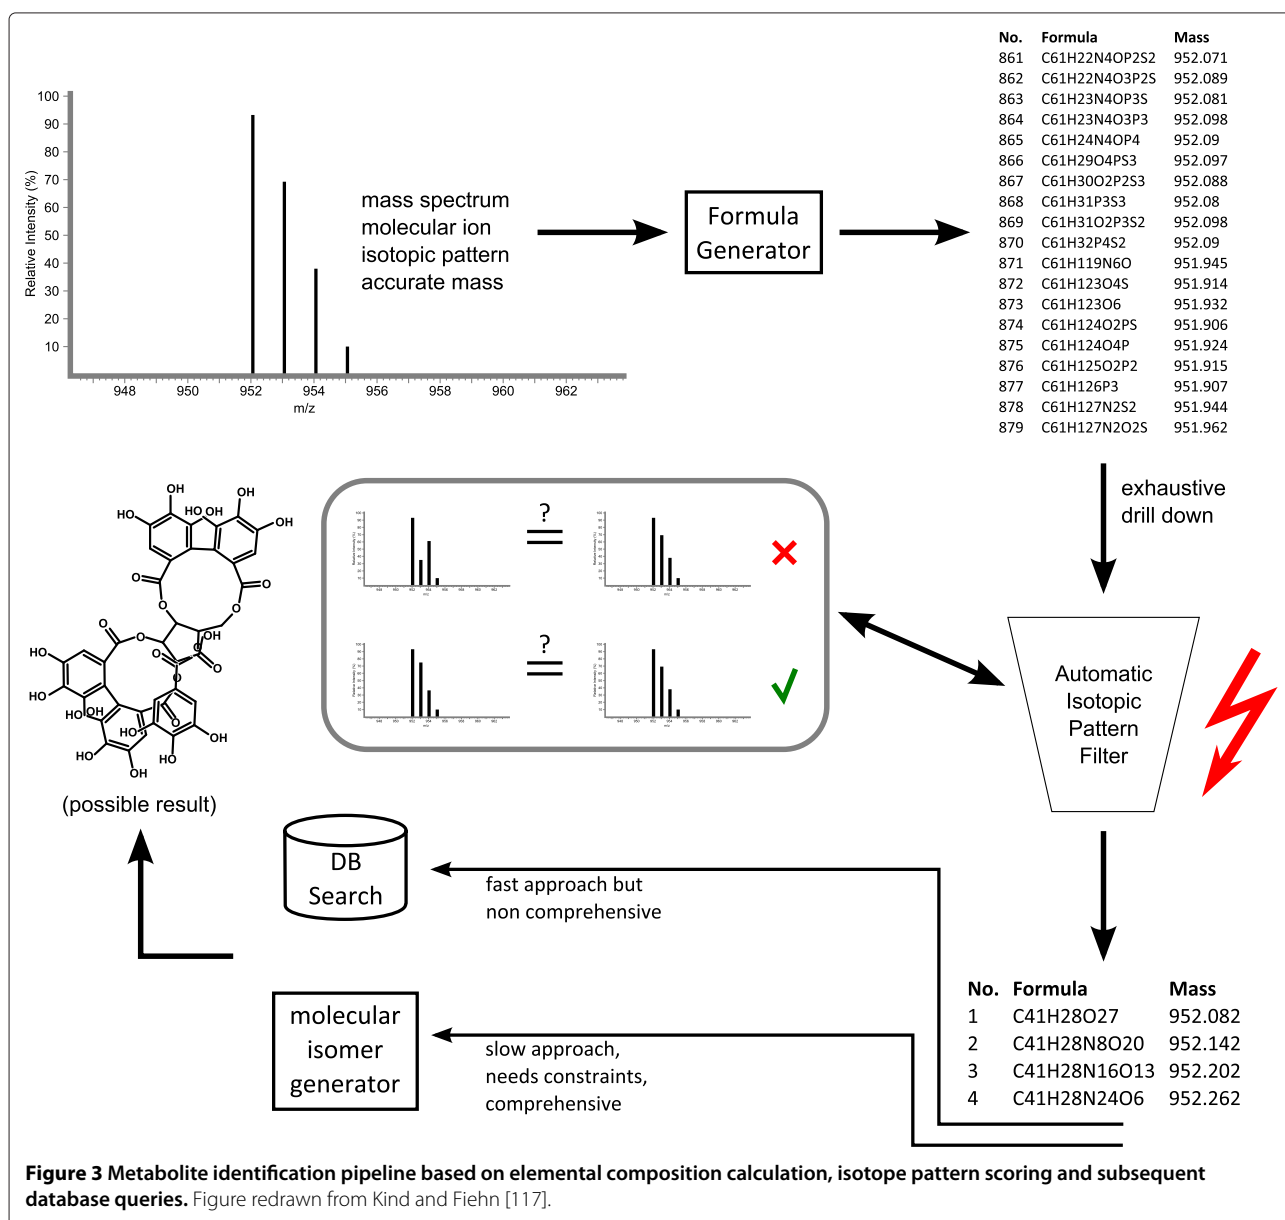 No. Formula Mass
861 C61H22N4OP2S2 952.071
862 C61H22N4O3P2S 952.089
863 C61H23N4OP3S 952.081
864 C61H23N4O3P3 952.098
865 C61H24N4OP4 952.09
866 C61H29O4PS3 952.097
867 C61H30O2P2S3 952.088
868 C61H31P3S3 952.08
869 C61H31O2P3S2 952.098
870 C61H32P4S2 952.09
871 C61H119N6O 951.945
872 C61H123O4S 951.914
873 C61H123O6 951.932
874 C61H124O2PS 951.906
875 C61H124O4P 951.924
876 C61H125O2P2 951.915
877 C61H126P3 951.907
878 C61H127N2S2 951.944
879 C61H127N2O2S 951.962
Relative Intensity (%)
100
90
80
70
60
50
40
30
20
10
948 950 952 954 956 958 960 962
m/z
mass spectrum
molecular ion
isotopic pattern
accurate mass
Formula
Generator
exhaustive
drill down
Automatic
Isotopic
Pattern
Filter
?
?
OH
OH
HO
HO
OH
OH
O
O
O
O
O
O
OH
O
O
O
O
O
HO
HO
HO
HO
OH
HO
HO
OH
HO
HO
OH
OH
(possible result)
DB
Search
fast approach but
non comprehensive
molecular
isomer
generator
slow approach,
needs constraints,
comprehensive
No. Formula Mass
1 C41H28O27 952.082
2 C41H28N8O20 952.142
3 C41H28N16O13 952.202
4 C41H28N24O6 952.262
Figure 3 Metabolite identification pipeline based on elemental composition calculation, isotope pattern scoring and subsequent
database queries. Figure redrawn from Kind and Fiehn [117].